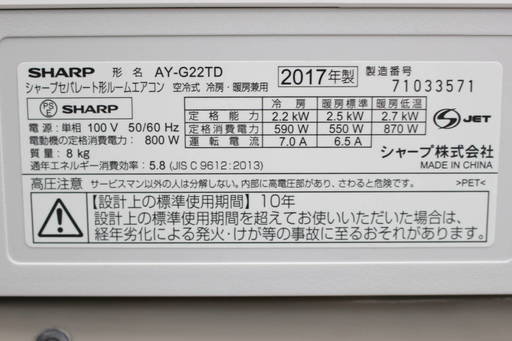 SHARP 形 名 AY-G22TD 2017年製 製造番号
シャープセパレート形ルームエアコン 空冷式 冷房・暖房兼用 71033571
PSE SHARP
冷 房 暖房標準 暖房低温
定 格 能 力 2.2 kW 2.5 kW 2.7 kW
電源：単相 100 V 50/60 Hz 定格消費電力 590 W 550 W 870 W
電動機の定格消費電力： 800 W 運 転 電 流 7.0 A 6.5 A
JET
質 量：8 kg
シャープ株式会社
通年エネルギー消費効率： 5.8 (JIS C 9612：2013)
MADE IN CHINA
高圧注意 サービスマン以外の人は分解しない。内部に高電圧部があり、さわると危険です。 >PET<
【設計上の標準使用期間】10年
設計上の標準使用期間を超えてお使いいただいた場合は、
経年劣化による発火・けが等の事故に至るおそれがあります。